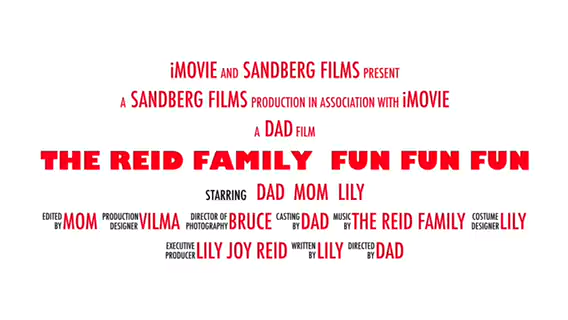 iMOVIE AND SANDBERG FILMS PRESENT
A SANDBERG FILMS PRODUCTION IN ASSOCIATION WITH iMOVIE
A DAD FILM
THE REID FAMILY FUN FUN FUN
STARRING DAD MOM LILY
EDITED BY MOM PRODUCTION DESIGNER VILMA DIRECTOR OF PHOTOGRAPHY BRUCE CASTING BY DAD MUSIC BY THE REID FAMILY COSTUME DESIGNER LILY
EXECUTIVE PRODUCER LILY JOY REID WRITTEN BY LILY DIRECTED BY DAD